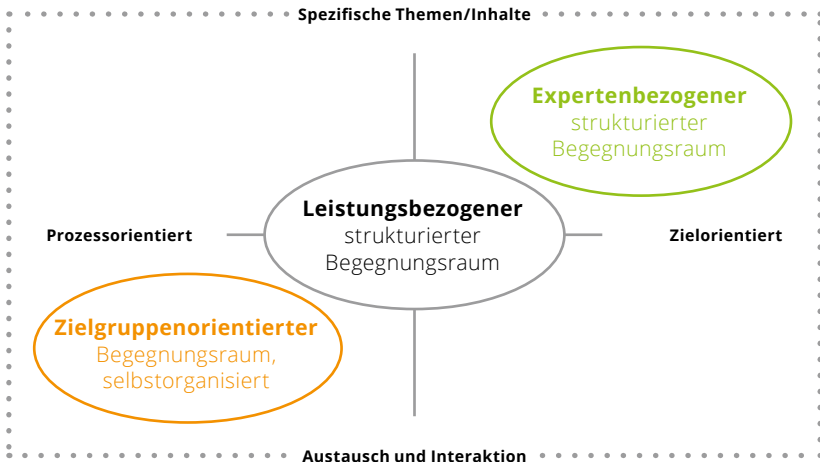 Spezifische Themen/Inhalte
Expertenbezogener
strukturierter
Begegnungsraum
Leistungsbezogener
strukturierter
Begegnungsraum
Prozessorientiert
Zielorientiert
Zielgruppenorientierter
Begegnungsraum,
selbstorganisiert
Austausch und Interaktion